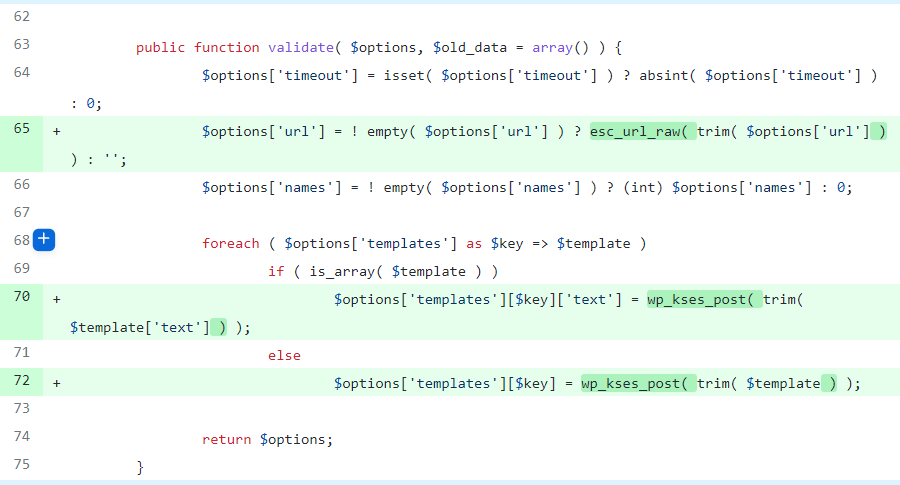 62
63 public function validate( $options, $old_data = array() ) {
64 $options['timeout'] = isset( $options['timeout'] ) ? absint( $options['timeout'] )
: 0;
65 + $options['url'] = ! empty( $options['url'] ) ? esc_url_raw( trim( $options['url'] )
) : '';
66 $options['names'] = ! empty( $options['names'] ) ? (int) $options['names'] : 0;
67
68 + foreach ( $options['templates'] as $key => $template )
69 if ( is_array( $template ) )
70 + $options['templates'][$key]['text'] = wp_kses_post( trim(
$template['text'] ) );
71 else
72 + $options['templates'][$key] = wp_kses_post( trim( $template ) );
73
74 return $options;
75 }